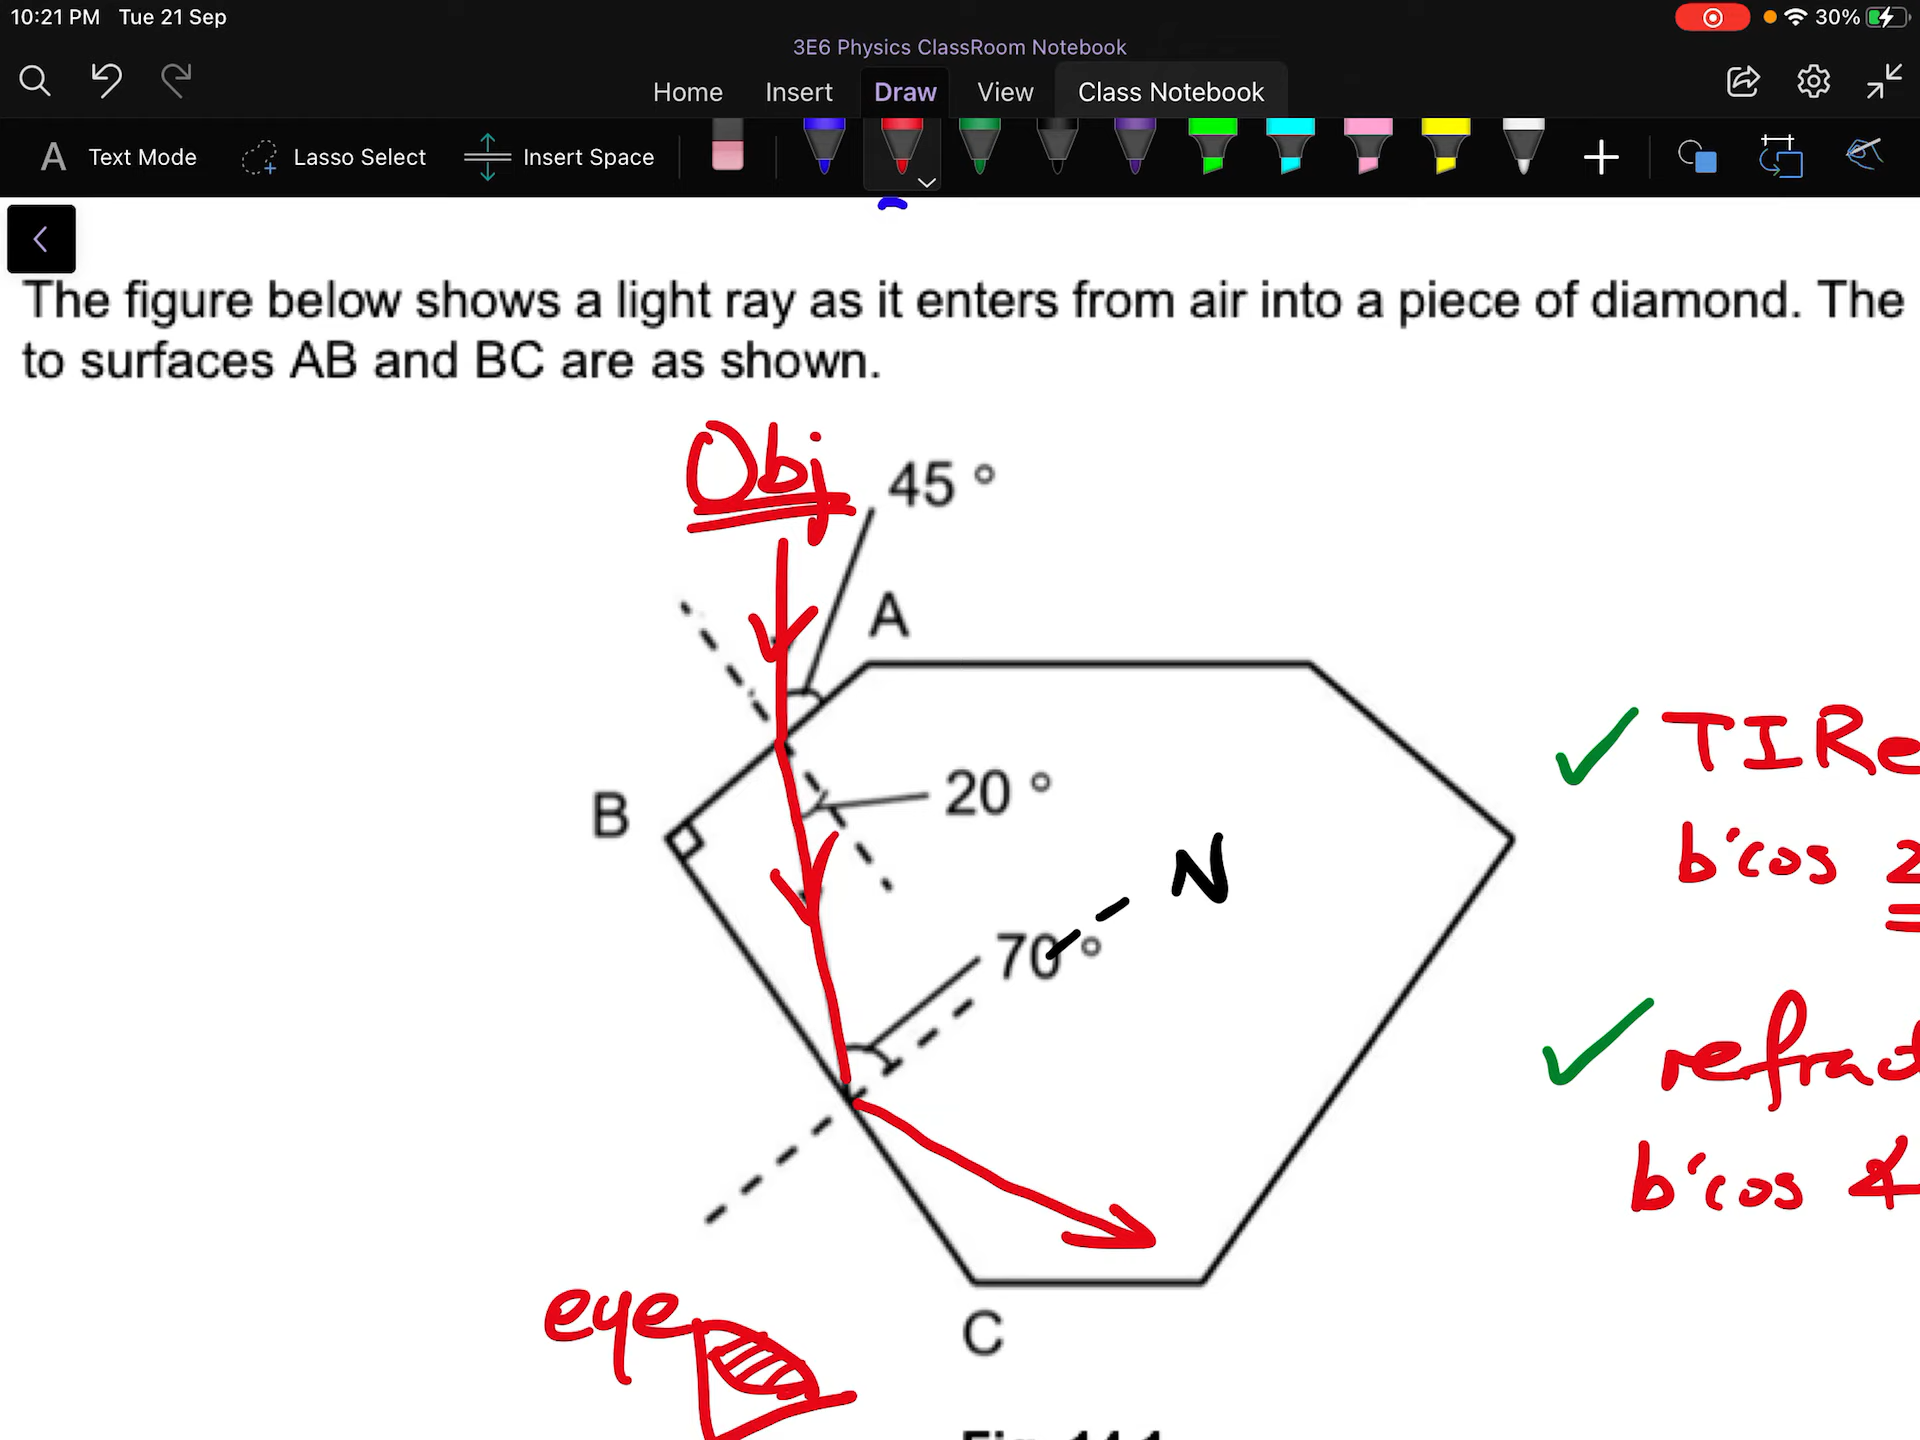 10:21 PM Tue 21 Sep
30%
3E6 Physics ClassRoom Notebook
Home Insert Draw View Class Notebook
A Text Mode Lasso Select Insert Space
The figure below shows a light ray as it enters from air into a piece of diamond. The
to surfaces AB and BC are as shown.
Obj
45 °
A
TIRe
B
20 °
b'cos 2
N
70 °
refrac
b'cos
eye
C